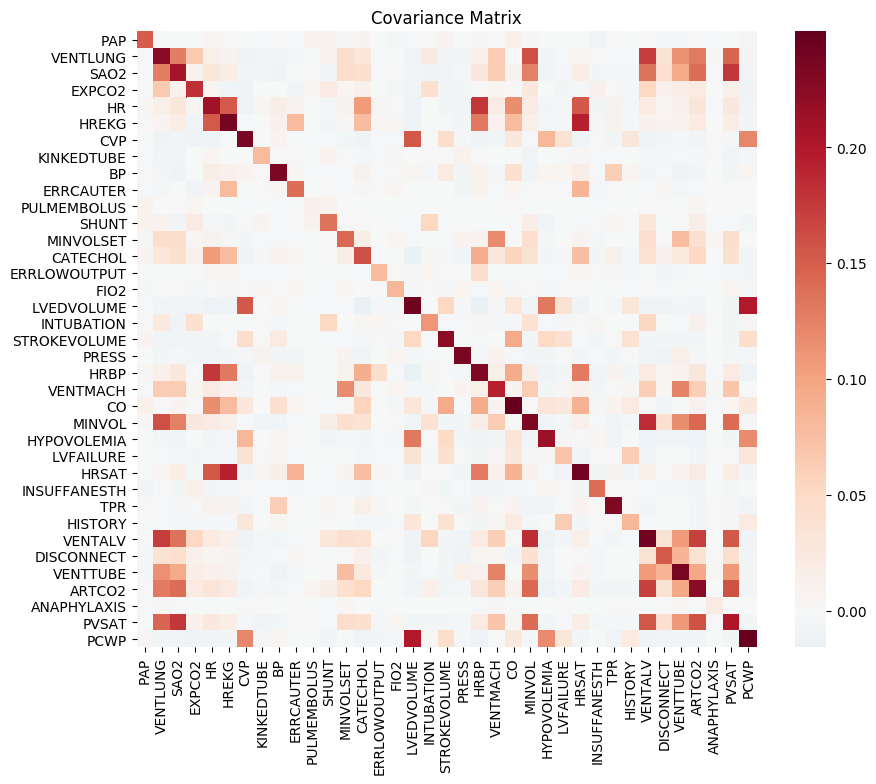 Covariance Matrix
PAP
VENTLUNG
SAO2
EXPCO2
HR
HREKG
CVP
KINKEDTUBE
BP
ERRCAUTER
PULMEMBOLUS
SHUNT
MINVOLSET
CATECHOL
ERRLOWOUTPUT
FIO2
LVEDVOLUME
INTUBATION
STROKEVOLUME
PRESS
HRBP
VENTMACH
CO
MINVOL
HYPOVOLEMIA
LVFAILURE
HRSAT
INSUFFANESTH
TPR
HISTORY
VENTALV
DISCONNECT
VENTTUBE
ARTCO2
ANAPHYLAXIS
PVSAT
PCWP
PAP
VENTLUNG
SAO2
EXPCO2
HR
HREKG
CVP
KINKEDTUBE
BP
ERRCAUTER
PULMEMBOLUS
SHUNT
MINVOLSET
CATECHOL
ERRLOWOUTPUT
FIO2
LVEDVOLUME
INTUBATION
STROKEVOLUME
PRESS
HRBP
VENTMACH
CO
MINVOL
HYPOVOLEMIA
LVFAILURE
HRSAT
INSUFFANESTH
TPR
HISTORY
VENTALV
DISCONNECT
VENTTUBE
ARTCO2
ANAPHYLAXIS
PVSAT
PCWP
0.20
0.15
0.10
0.05
0.00